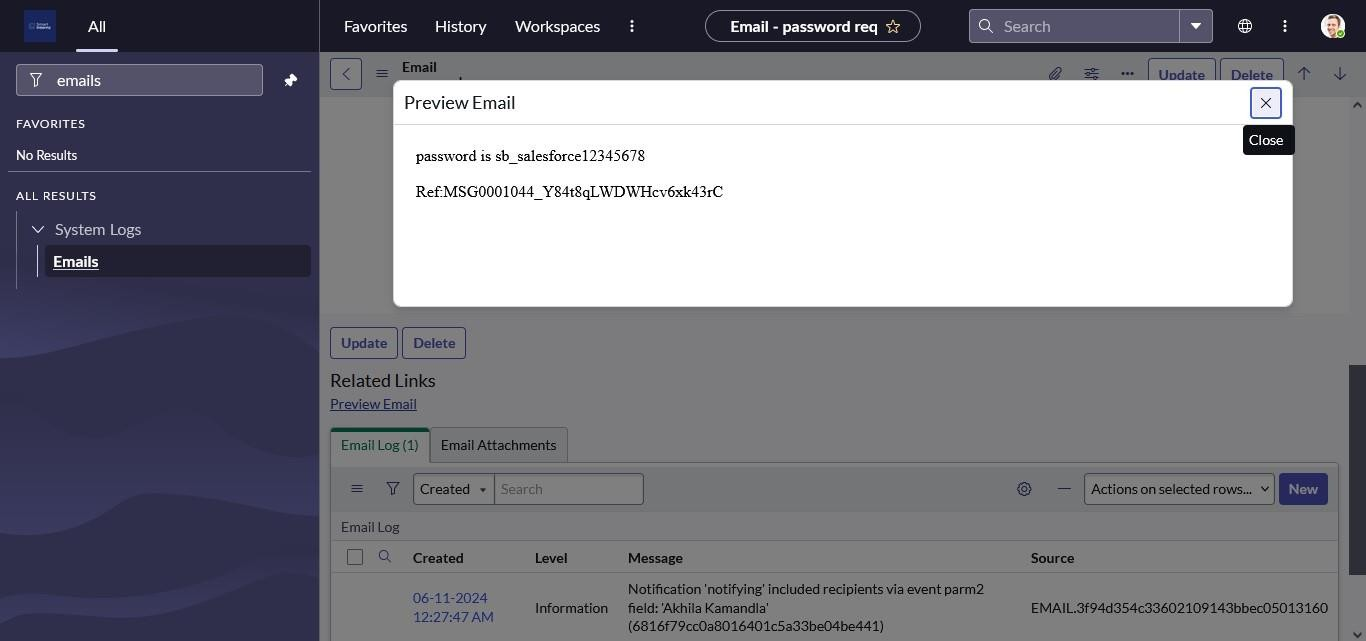 All
Favorites
History
Workspaces
Email - password req
Search
emails
FAVORITES
No Results
ALL RESULTS
System Logs
Emails
Email
Update
Delete
Preview Email
Close
password is sb_salesforce12345678
Ref:MSG0001044_Y84t8qLWDWHcv6xk43rC
Update
Delete
Related Links
Preview Email
Email Log (1)
Email Attachments
Created
Search
Actions on selected rows...
New
Email Log
Created
Level
Message
Source
06-11-2024
12:27:47 AM
Information
Notification 'notifying' included recipients via event parm2
field: 'Akhila Kamandla'
(6816f79cc0a8016401c5a33be04be441)
EMAIL.3f94d354c33602109143bbec05013160